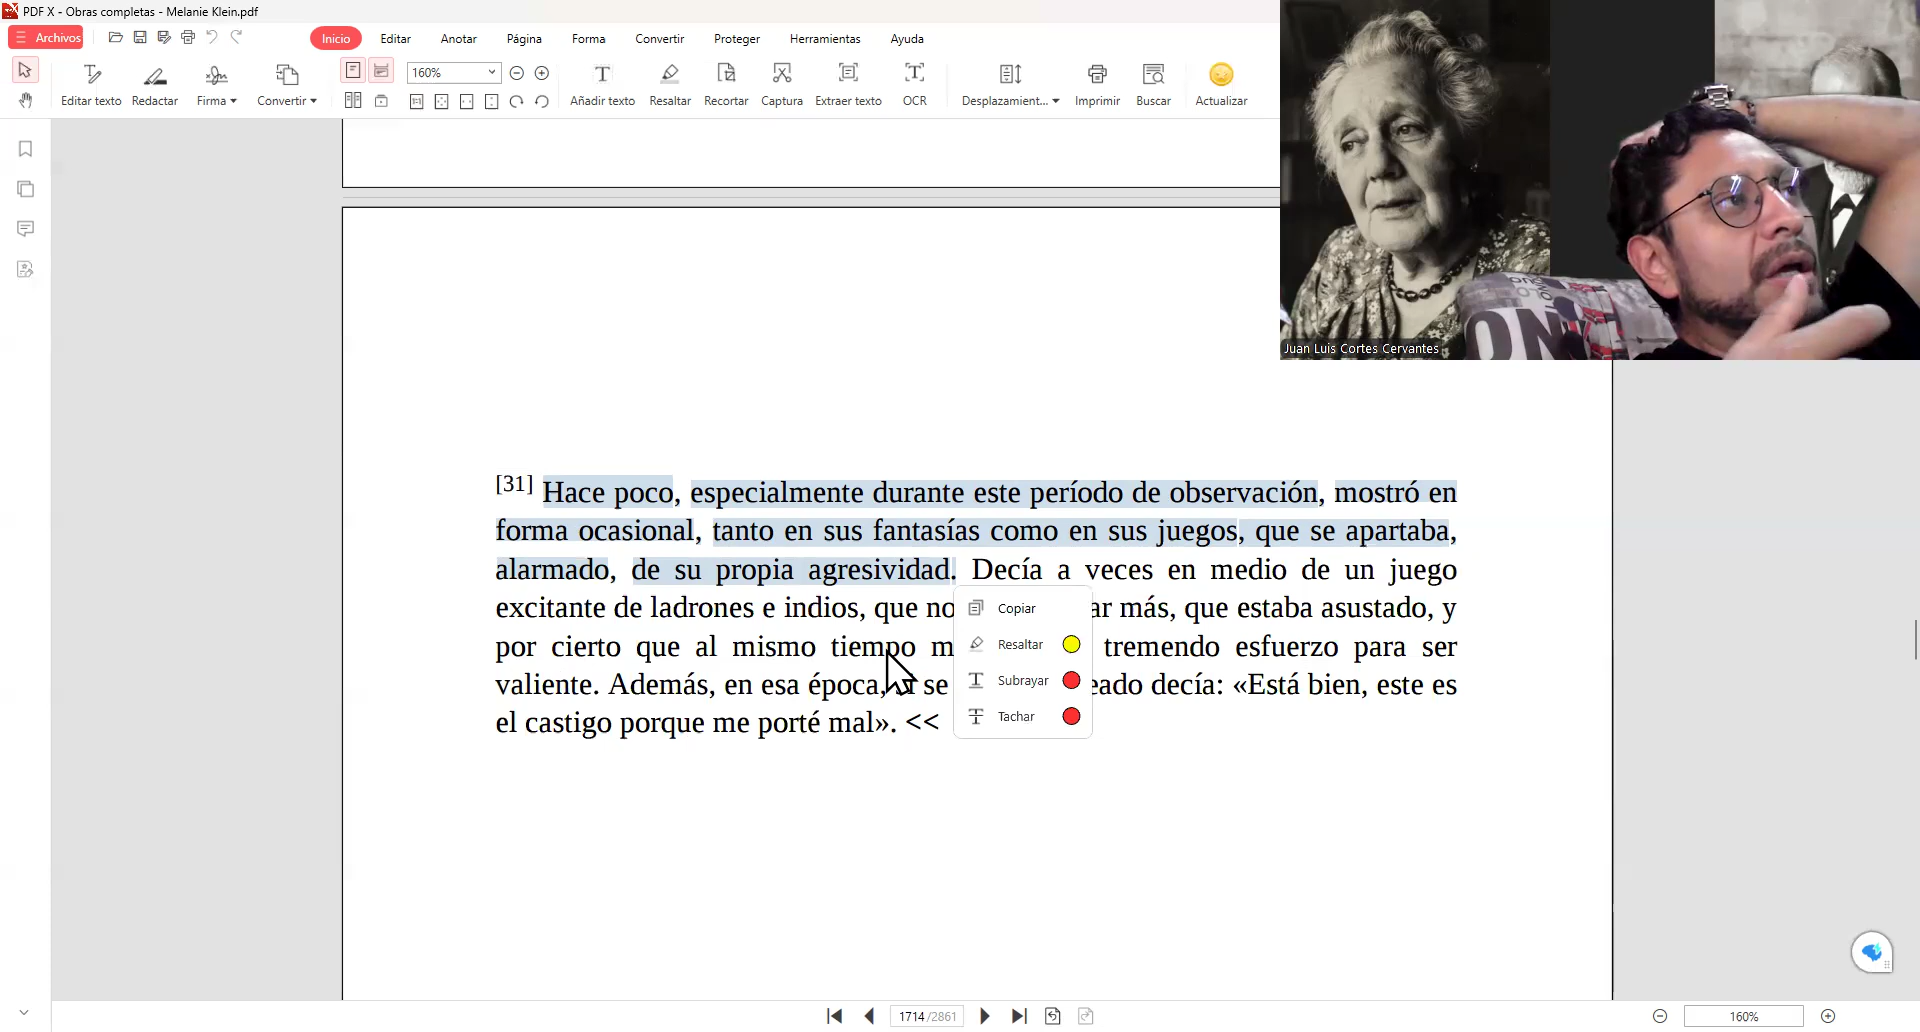 PDF X - Obras completas - Melanie Klein.pdf
Archivos
Inicio
Editar
Anotar
Página
Forma
Convertir
Proteger
Herramientas
Ayuda
160%
Editar texto
Redactar
Firma
Convertir
Añadir texto
Resaltar
Recortar
Captura
Extraer texto
OCR
Desplazamient...
Imprimir
Buscar
Actualizar
Juan Luis Cortes Cervantes
[31] Hace poco, especialmente durante este período de observación, mostró en
forma ocasional, tanto en sus fantasías como en sus juegos, que se apartaba,
alarmado, de su propia agresividad. Decía a veces en medio de un juego
excitante de ladrones e indios, que no ar más, que estaba asustado, y
por cierto que al mismo tiempo m tremendo esfuerzo para ser
valiente. Además, en esa época, se eado decía: «Está bien, este es
el castigo porque me porté mal». <<
Copiar
Resaltar
Subrayar
Tachar
1714 /2861
160%